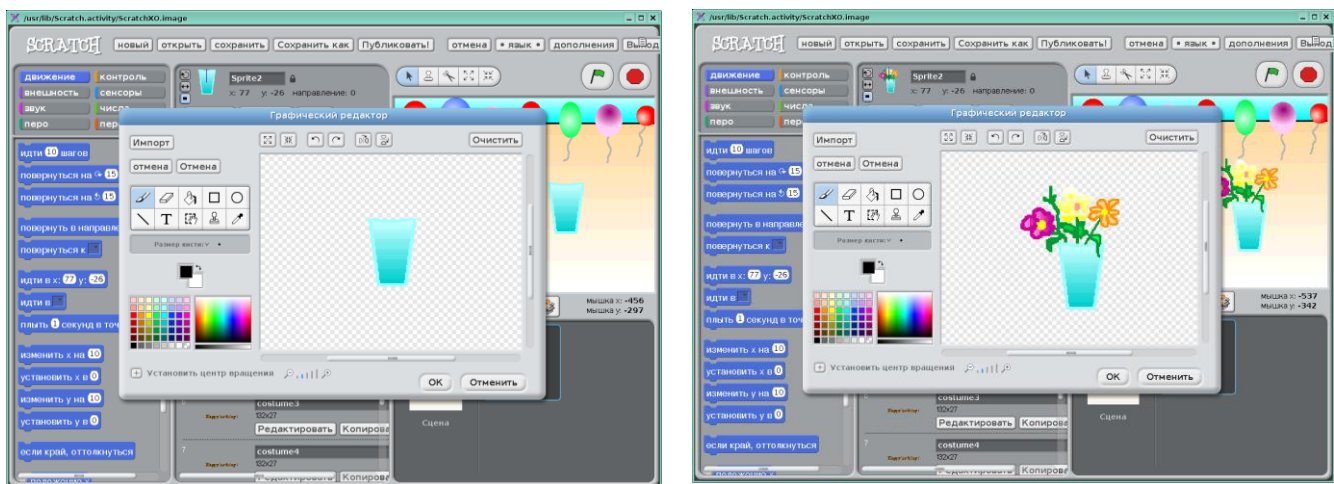 /usr/lib/Scratch.activity/ScratchXO.image
SCRATCH новый открыть сохранить Сохранить как Публиковать! отмена • язык • дополнения
движение контроль
внешность сенсоры
звук числа
перо
Sprite2
x: 77 y: -26 направление: 0
Графический редактор
Импорт
Очистить
отмена Отмена
T
Размер кисти:
Установить центр вращения
OK Отменить
идти 10 шагов
повернуться на 15
повернуться на 15
повернуть в направле
повернуться к
идти в x: 77 y: -26
идти в
плыть 1 секунд в точ
изменить х на 10
установить х в 0
изменить у на 10
установить у в 0
если край, оттолкнуться
мышка x: -456
мышка y: -297
costume3
132x27
Редактировать Копирова
7
costume4
132x27
Редактировать Копироват
Сцена
/usr/lib/Scratch.activity/ScratchXO.image
SCRATCH новый открыть сохранить Сохранить как Публиковать! отмена • язык • дополнения
движение контроль
внешность сенсоры
звук числа
перо
Sprite2
x: 77 y: -26 направление: 0
Графический редактор
Импорт
Очистить
отмена Отмена
T
Размер кисти:
Установить центр вращения
OK Отменить
идти 10 шагов
повернуться на 15
повернуться на 15
повернуть в направле
повернуться к
идти в x: 77 y: -26
идти в
плыть 1 секунд в точ
изменить х на 10
установить х в 0
изменить у на 10
установить у в 0
если край, оттолкнуться
мышка x: -537
мышка y: -342
costume3
132x27
Редактировать Копирова
7
costume4
132x27
Копирова
Сцена